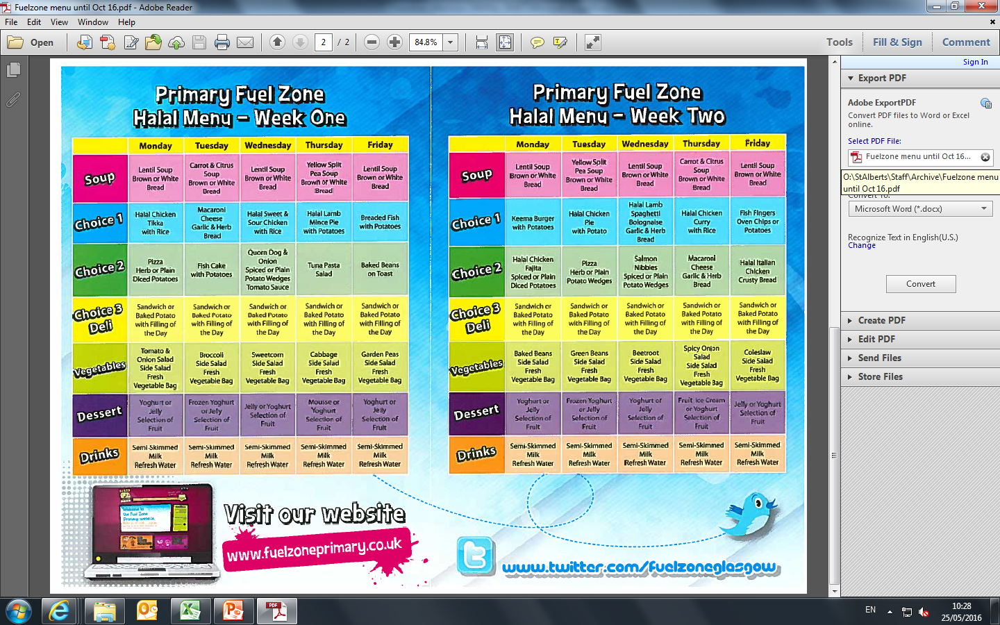 Fuelzone menu until Oct 16.pdf - Adobe Reader
File Edit View Window Help
Open 2 / 2 84.8% Tools Fill & Sign Comment
Sign In
Export PDF
Adobe ExportPDF
Convert PDF files to Word or Excel
online.
Select PDF File:
Fuelzone menu until Oct 16...
O:\StAlberts\Staff\Archive\Fuelzone menu
until Oct 16.pdf
Convert To:
Microsoft Word (*.docx)
Recognize Text in English(U.S.)
Change
Convert
Create PDF
Edit PDF
Send Files
Store Files
Primary Fuel Zone
Halal Menu – Week One
Monday Tuesday Wednesday Thursday Friday
Soup
Lentil Soup
Brown or White
Bread
Carrot & Citrus
Soup
Brown or White
Bread
Lentil Soup
Brown or White
Bread
Yellow Split
Pea Soup
Brown or White
Bread
Lentil Soup
Brown or White
Bread
Choice 1
Halal Chicken
Tikka
with Rice
Macaroni
Cheese
Garlic & Herb
Bread
Halal Sweet &
Sour Chicken
with Rice
Halal Lamb
Mince Pie
with Potatoes
Breaded Fish
with Potatoes
Choice 2
Pizza
Herb or Plain
Diced Potatoes
Fish Cake
with Potatoes
Quorn Dog &
Onion
Spiced or Plain
Potato Wedges
Tomato Sauce
Tuna Pasta
Salad
Baked Beans
on Toast
Choice 3
Deli
Sandwich or
Baked Potato
with Filling of
the Day
Sandwich or
Baked Potato
with Filling of
the Day
Sandwich or
Baked Potato
with Filling of
the Day
Sandwich or
Baked Potato
with Filling of
the Day
Sandwich or
Baked Potato
with Filling of
the Day
Vegetables
Tomato &
Onion Salad
Side Salad
Fresh
Vegetable Bag
Broccoli
Side Salad
Fresh
Vegetable Bag
Sweetcorn
Side Salad
Fresh
Vegetable Bag
Cabbage
Side Salad
Fresh
Vegetable Bag
Garden Peas
Side Salad
Fresh
Vegetable Bag
Dessert
Yoghurt or
Jelly
Selection of
Fruit
Frozen Yoghurt
or Jelly
Selection of
Fruit
Jelly or Yoghurt
Selection of
Fruit
Mousse or
Yoghurt
Selection of
Fruit
Yoghurt or
Jelly
Selection of
Fruit
Drinks
Semi-Skimmed
Milk
Refresh Water
Semi-Skimmed
Milk
Refresh Water
Semi-Skimmed
Milk
Refresh Water
Semi-Skimmed
Milk
Refresh Water
Semi-Skimmed
Milk
Refresh Water
Primary Fuel Zone
Halal Menu – Week Two
Monday Tuesday Wednesday Thursday Friday
Soup
Lentil Soup
Brown or White
Bread
Yellow Split
Pea Soup
Brown or White
Bread
Lentil Soup
Brown or White
Bread
Carrot & Citrus
Soup
Brown or White
Bread
Lentil Soup
Brown or White
Bread
Choice 1
Keema Burger
with Potatoes
Halal Chicken
Pie
with Potato
Halal Lamb
Spaghetti
Bolognaise
Garlic & Herb
Bread
Halal Chicken
Curry
with Rice
Fish Fingers
Oven Chips or
Potatoes
Choice 2
Halal Chicken
Fajita
Spiced or Plain
Diced Potatoes
Pizza
Herb or Plain
Potato Wedges
Salmon
Nibbles
Spiced or Plain
Potato Wedges
Macaroni
Cheese
Garlic & Herb
Bread
Halal Italian
Chicken
Crusty Bread
Choice 3
Deli
Sandwich or
Baked Potato
with Filling of
the Day
Sandwich or
Baked Potato
with Filling of
the Day
Sandwich or
Baked Potato
with Filling of
the Day
Sandwich or
Baked Potato
with Filling of
the Day
Sandwich or
Baked Potato
with Filling of
the Day
Vegetables
Baked Beans
Side Salad
Fresh
Vegetable Bag
Green Beans
Side Salad
Fresh
Vegetable Bag
Beetroot
Side Salad
Fresh
Vegetable Bag
Spicy Onion
Salad
Side Salad
Fresh
Vegetable Bag
Coleslaw
Side Salad
Fresh
Vegetable Bag
Dessert
Yoghurt or
Jelly
Selection of
Fruit
Frozen Yoghurt
or Jelly
Selection of
Fruit
Yoghurt or
Jelly
Selection of
Fruit
Fruit Ice Cream
or Yoghurt
Selection of
Fruit
Jelly or Yoghurt
Selection of
Fruit
Drinks
Semi-Skimmed
Milk
Refresh Water
Semi-Skimmed
Milk
Refresh Water
Semi-Skimmed
Milk
Refresh Water
Semi-Skimmed
Milk
Refresh Water
Semi-Skimmed
Milk
Refresh Water
Welcome to
the Fuel Zone
Primary website
Visit our website
www.fuelzoneprimary.co.uk
www.twitter.com/fuelzoneglasgow
EN
10:28
25/05/2016